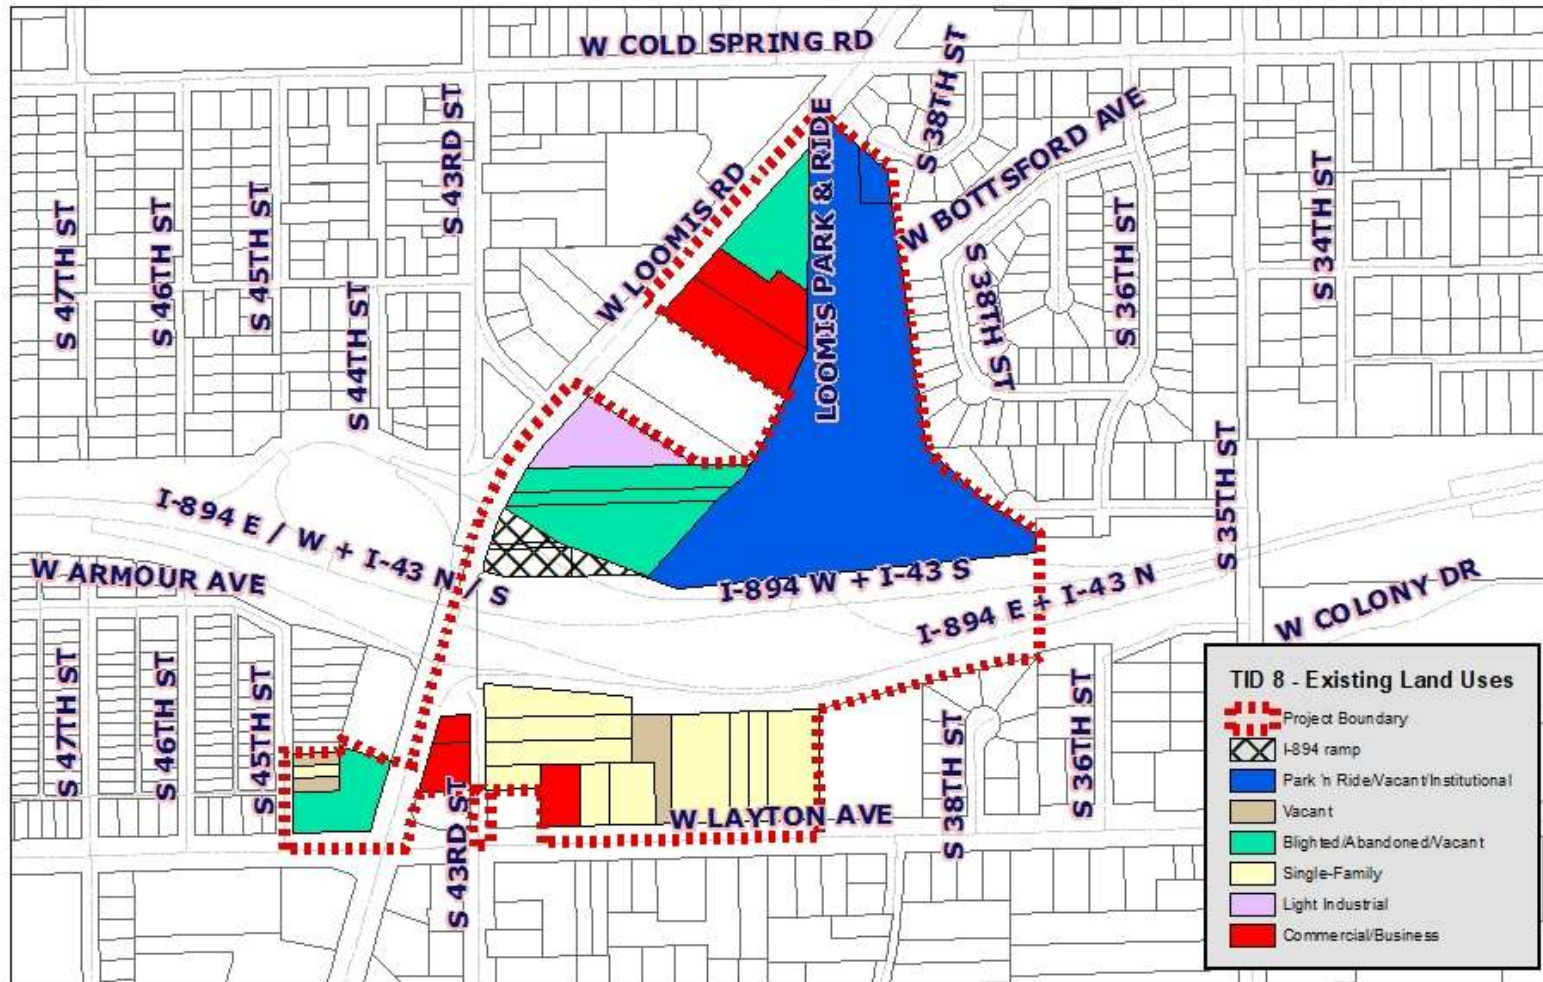 W COLD SPRING RD
S 38TH ST
S 43RD ST
LOOMIS PARK & RIDE
W BOTTSFORD AVE
W LOOMIS RD
S 47TH ST
S 46TH ST
S 45TH ST
S 44TH ST
S 38TH ST
S 36TH ST
S 34TH ST
S 35TH ST
I-894 E / W + I-43 N / S
W ARMOUR AVE
I-894 W + I-43 S
I-894 E + I-43 N
W COLONY DR
S 47TH ST
S 46TH ST
S 45TH ST
S 43RD ST
W LAYTON AVE
S 38TH ST
S 36TH ST
TID 8 - Existing Land Uses
Project Boundary
I-894 ramp
Park 'n Ride/Vacant/Institutional
Vacant
Blighted/Abandoned/Vacant
Single-Family
Light Industrial
Commercial/Business